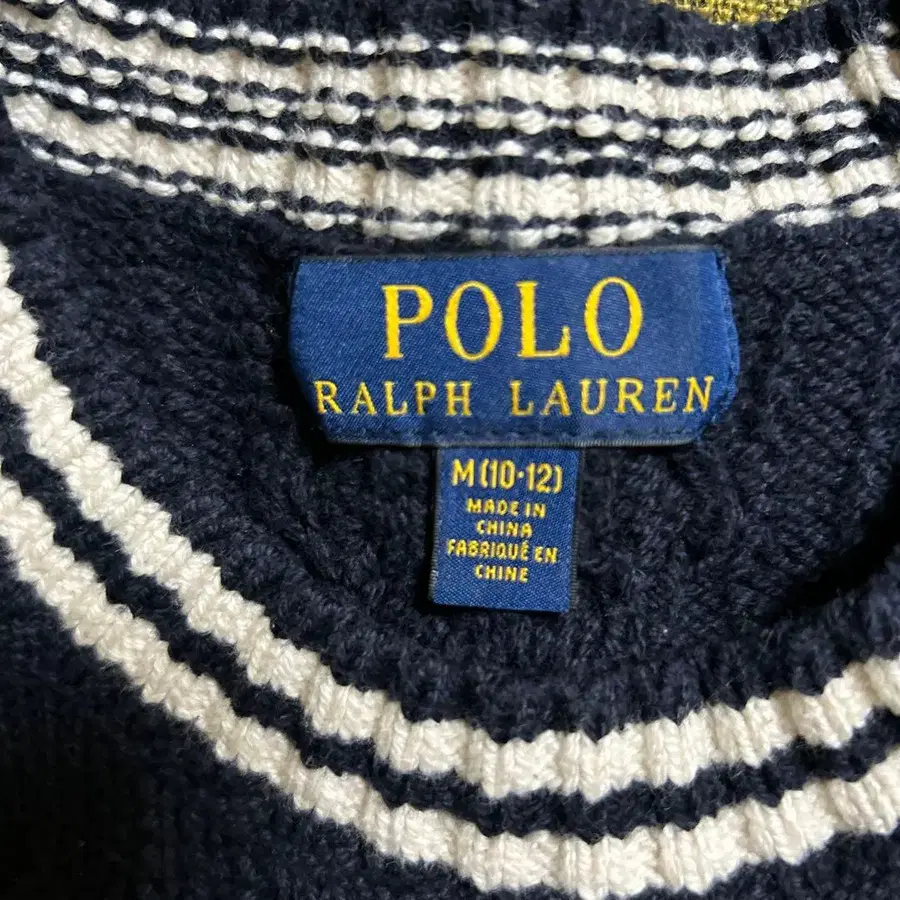 POLO
RALPH LAUREN
M(10·12)
MADE IN
CHINA
FABRIQUÉ EN
CHINE